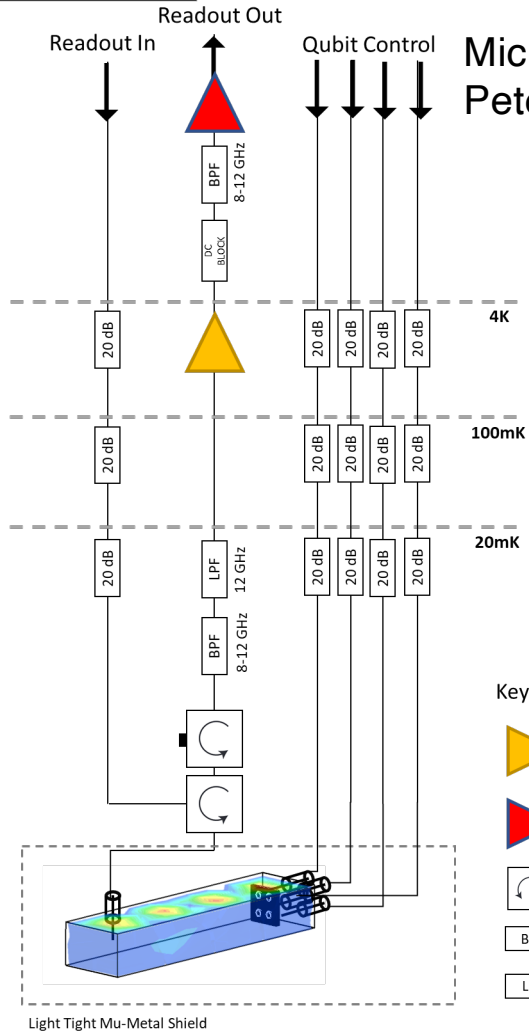 Readout Out
Readout In
Qubit Control
Mic
Pete
BPF
8-12 GHz
DC
BLOCK
4K
20 dB
20 dB
20 dB
20 dB
20 dB
100mK
20 dB
20 dB
20 dB
20 dB
20 dB
20mK
20 dB
20 dB
20 dB
20 dB
20 dB
LPF
12 GHz
BPF
8-12 GHz
Key
B
L
Light Tight Mu-Metal Shield